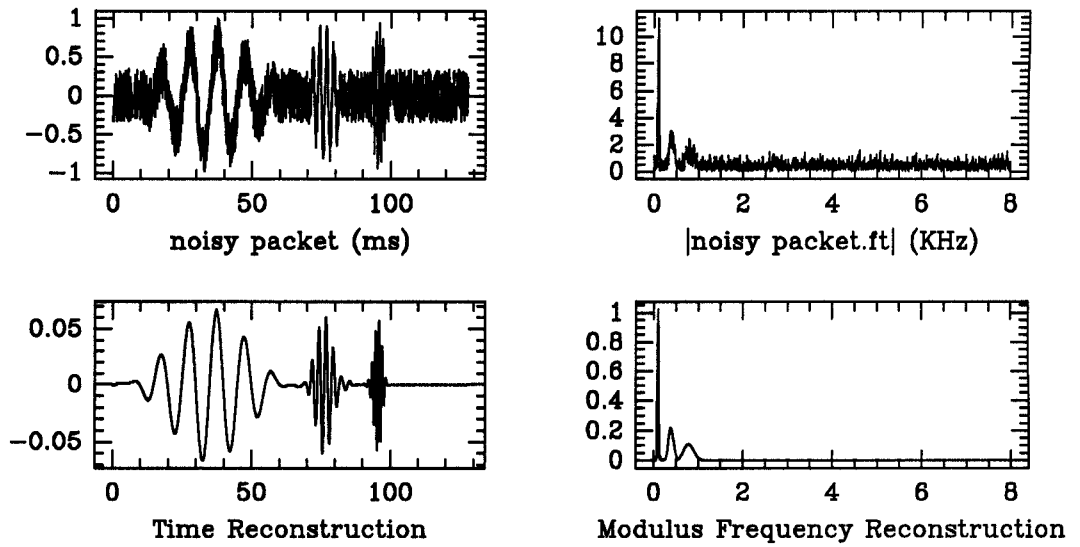 1
0.5
0
-0.5
-1
0 50 100
noisy packet (ms)
10
8
6
4
2
0
0 2 4 6 8
|noisy packet.ft| (KHz)
0.05
0
-0.05
0 50 100
Time Reconstruction
1
0.8
0.6
0.4
0.2
0
0 2 4 6 8
Modulus Frequency Reconstruction